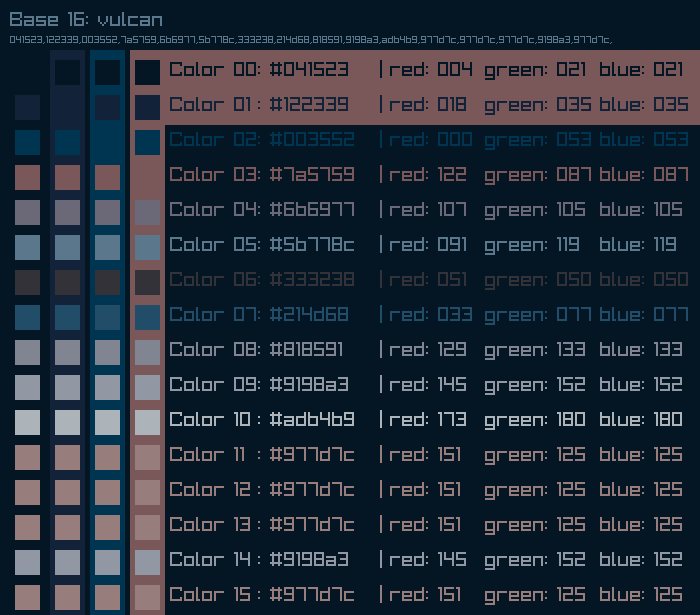 Base 16: vulcan
041523,122339,003552,7a5759,6b6977,5b778c,333238,214d68,818591,9198a3,adb4b9,977d7c,977d7c,977d7c,9198a3,977d7c,
Color 00: #041523 | red: 004 green: 021 blue: 021
Color 01 : #122339 | red: 018 green: 035 blue: 035
Color 02: #003552 | red: 000 green: 053 blue: 053
Color 03: #7a5759 | red: 122 green: 087 blue: 087
Color 04: #6b6977 | red: 107 green: 105 blue: 105
Color 05: #5b778c | red: 091 green: 119 blue: 119
Color 06: #333238 | red: 051 green: 050 blue: 050
Color 07: #214d68 | red: 033 green: 077 blue: 077
Color 08: #818591 | red: 129 green: 133 blue: 133
Color 09: #9198a3 | red: 145 green: 152 blue: 152
Color 10 : #adb4b9 | red: 173 green: 180 blue: 180
Color 11 : #977d7c | red: 151 green: 125 blue: 125
Color 12 : #977d7c | red: 151 green: 125 blue: 125
Color 13 : #977d7c | red: 151 green: 125 blue: 125
Color 14 : #9198a3 | red: 145 green: 152 blue: 152
Color 15 : #977d7c | red: 151 green: 125 blue: 125